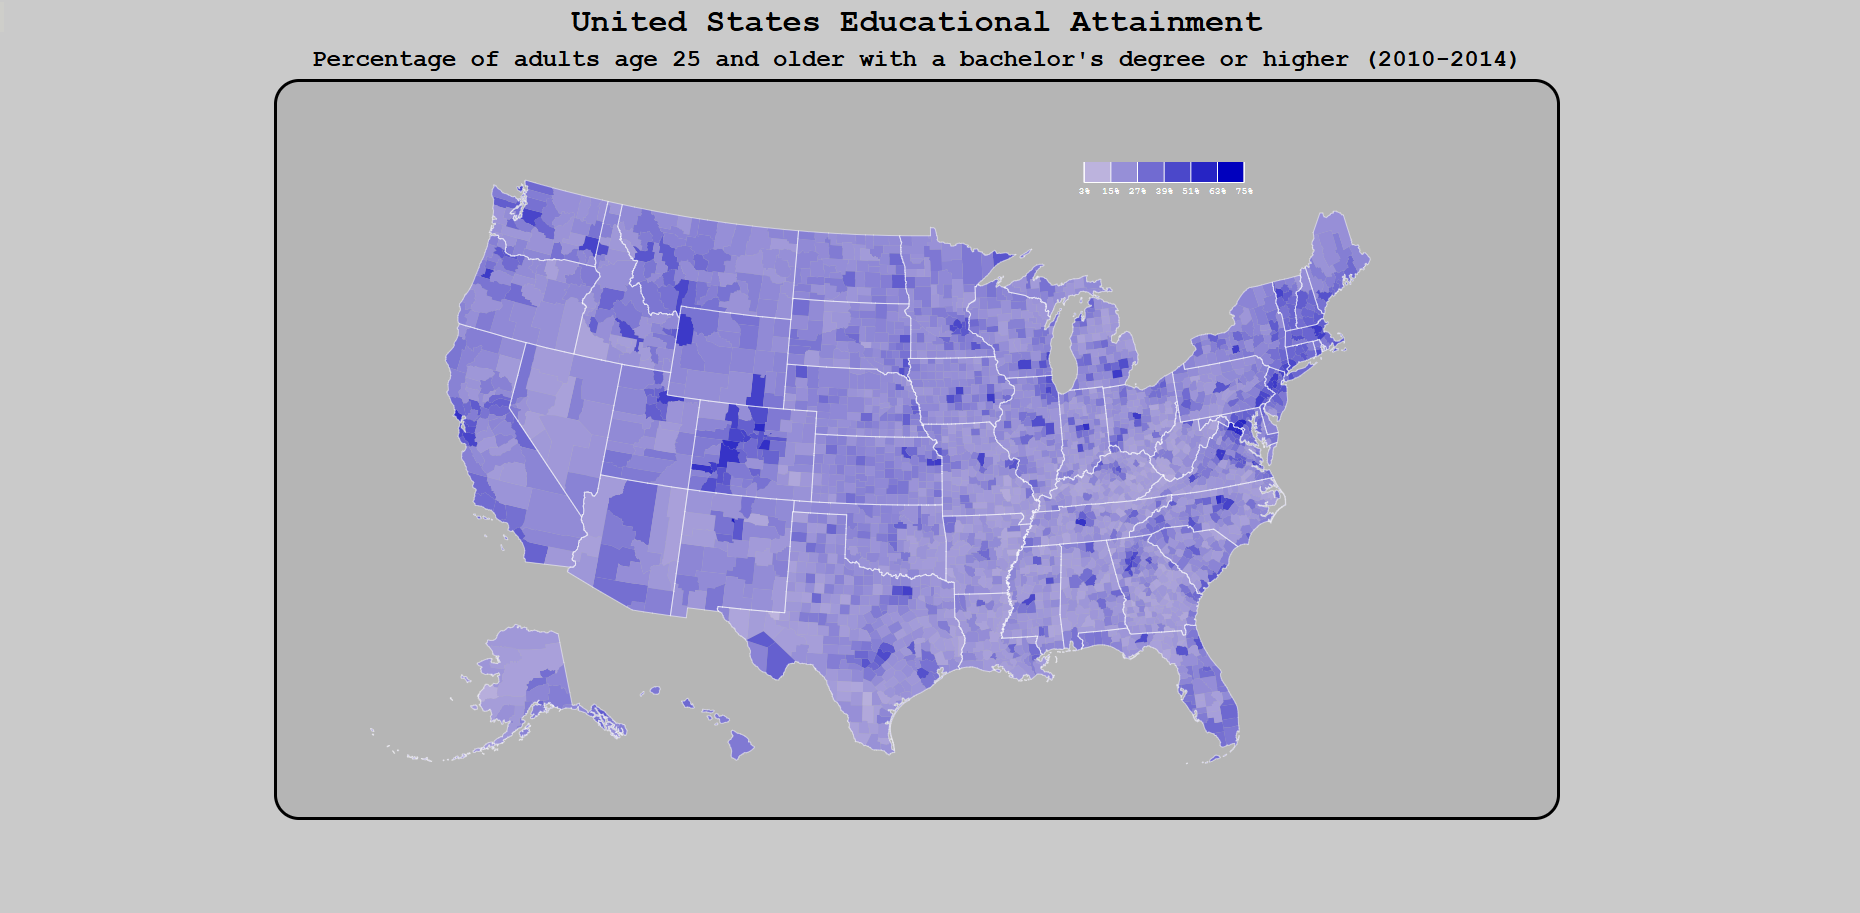 United States Educational Attainment
Percentage of adults age 25 and older with a bachelor's degree or higher (2010-2014)
3% 15% 27% 39% 51% 63% 75%